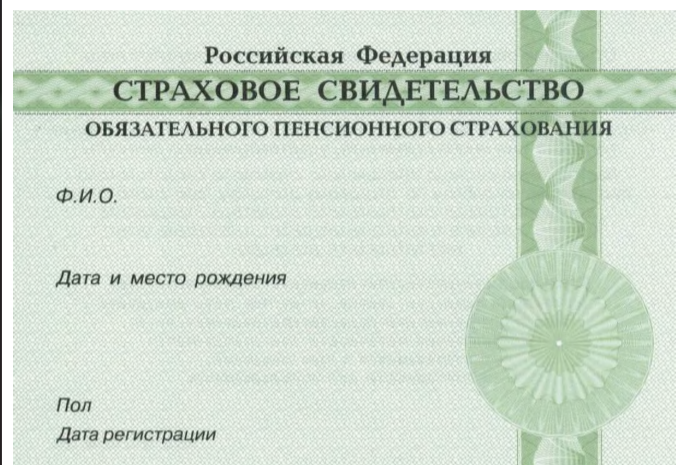 Российская Федерация
СТРАХОВОЕ СВИДЕТЕЛЬСТВО
ОБЯЗАТЕЛЬНОГО ПЕНСИОННОГО СТРАХОВАНИЯ
Ф.И.О.
Дата и место рождения
Пол
Дата регистрации